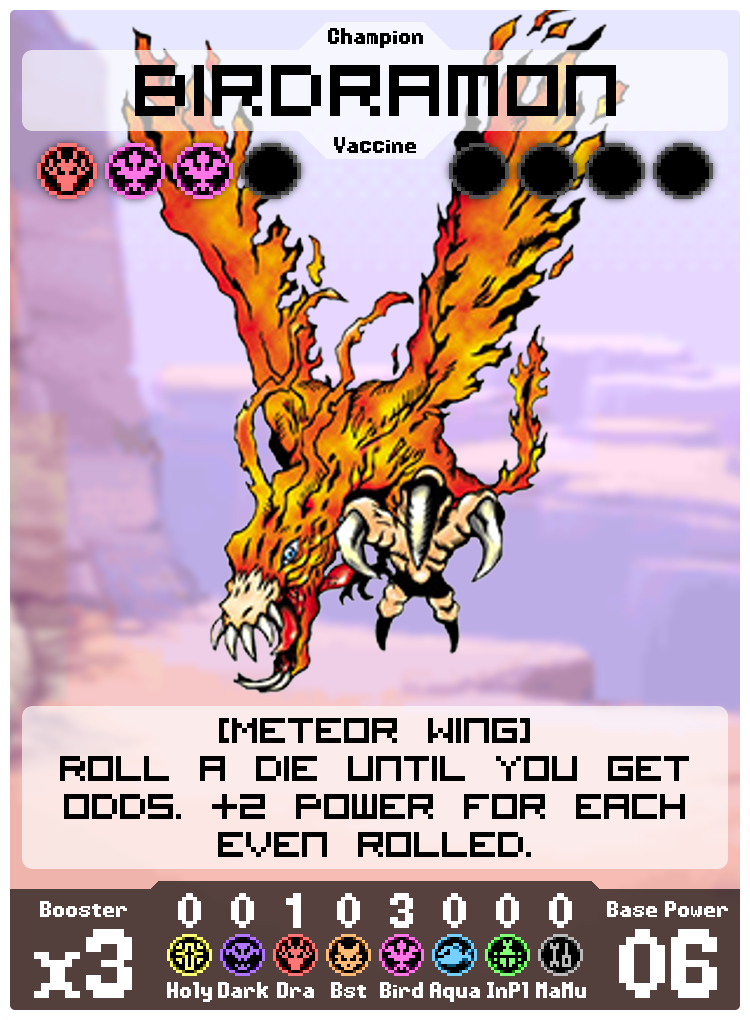 Champion
BIRDRAMON
Vaccine
[METEOR WING]
ROLL A DIE UNTIL YOU GET
ODDS. +2 POWER FOR EACH
EVEN ROLLED.
Booster
x3
0 0 1 0 3 0 0 0
Holy Dark Dra Bst Bird Aqua InPl MaMu
Base Power
06